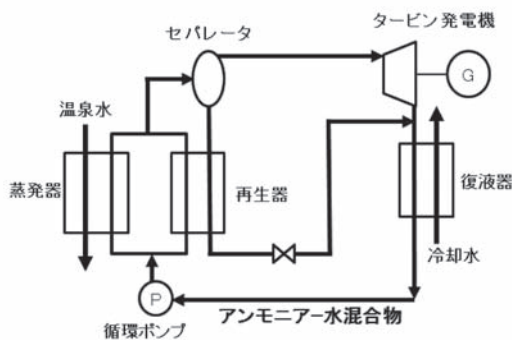 タービン発電機
セパレータ
G
温泉水
蒸発器
再生器
復液器
冷却水
P
循環ポンプ
アンモニアー水混合物